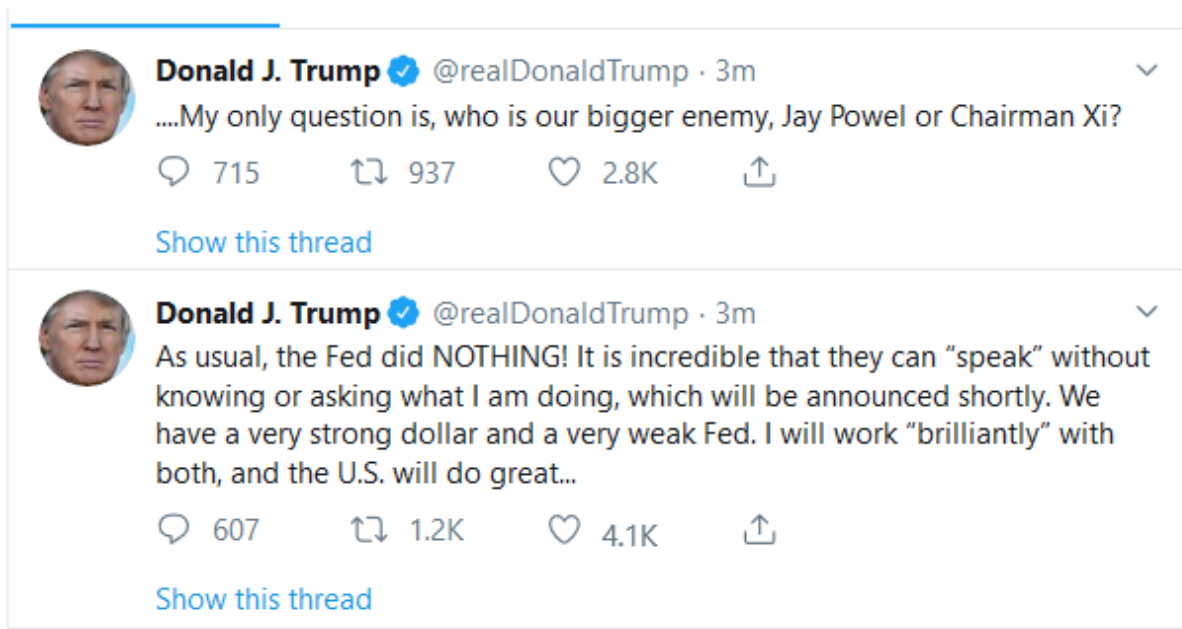 Donald J. Trump @realDonaldTrump · 3m
....My only question is, who is our bigger enemy, Jay Powel or Chairman Xi?
715 937 2.8K
Show this thread
Donald J. Trump @realDonaldTrump · 3m
As usual, the Fed did NOTHING! It is incredible that they can “speak” without
knowing or asking what I am doing, which will be announced shortly. We
have a very strong dollar and a very weak Fed. I will work “brilliantly” with
both, and the U.S. will do great...
607 1.2K 4.1K
Show this thread